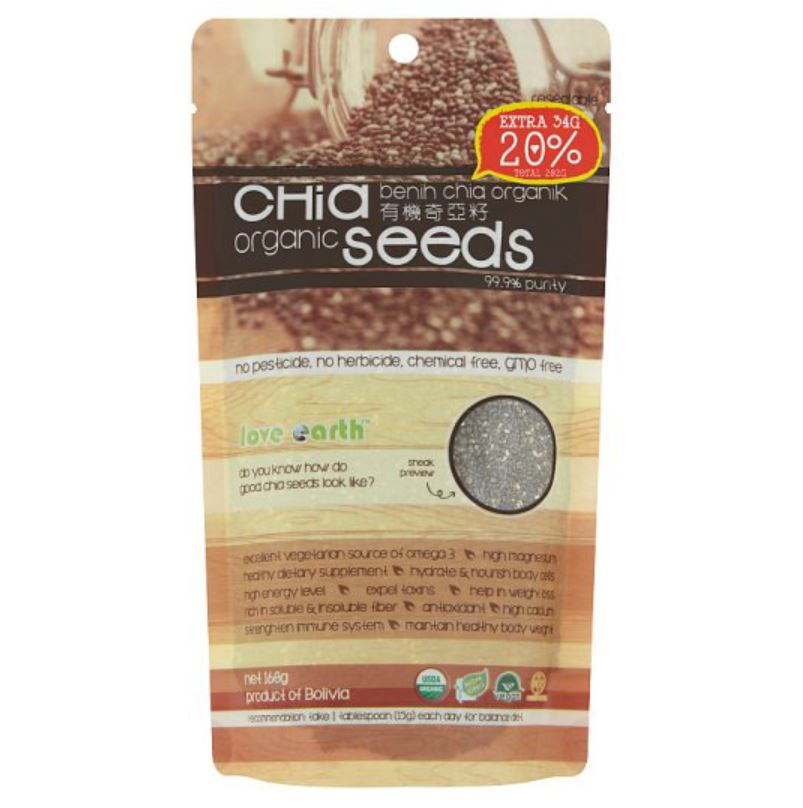 resealable
EXTRA 34G
20%
TOTAL 202G
CHia
benih chia organik
有機奇亞籽
organic seeds
99.9% purity
no pesticide, no herbicide, chemical free, GMO free
love earth™
do you know how do
good chia seeds look like?
sneak
preview
excellent vegetarian source of omega 3 high magnesium
healthy dietary supplement hydrate & nourish body cells
high energy level expel toxins help in weight loss
rich in soluble & insoluble fiber antioxidant high calcium
strenghten immune system maintain healthy body weight
net 168g
product of Bolivia
USDA
ORGANIC
vegan
recommendation: take 1 tablespoon (15g) each day for balance diet